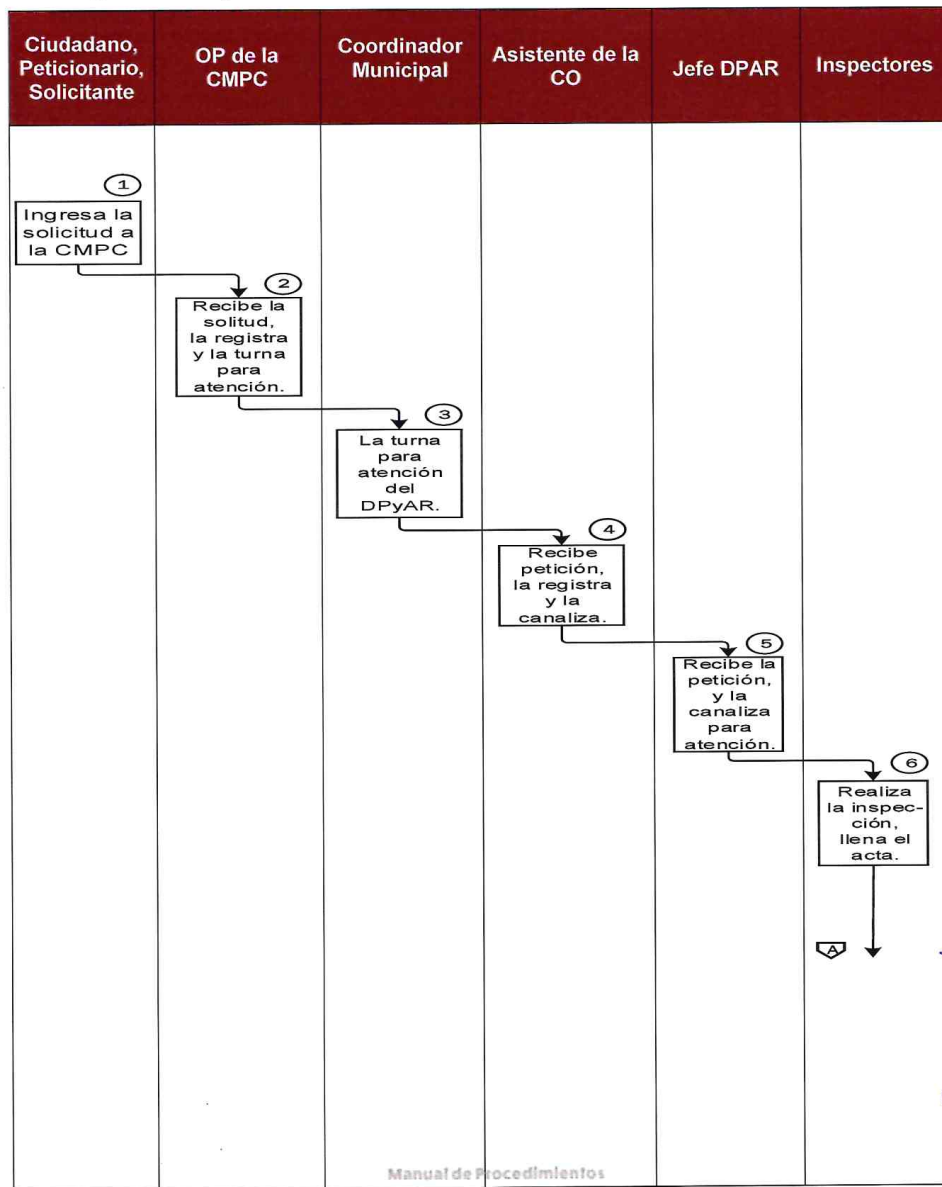 Ciudadano,
Peticionario,
Solicitante
OP de la
CMPC
Coordinador
Municipal
Asistente de la
CO
Jefe DPAR
Inspectores
1
Ingresa la
solicitud a
la CMPC
2
Recibe la
solitud,
la registra
y la turna
para
atención.
3
La turna
para
atención
del
DPyAR.
4
Recibe
petición,
la registra
y la
canaliza.
5
Recibe la
petición,
y la
canaliza
para
atención.
6
Realiza
la inspec-
ción,
llena el
acta.
A
Manual de Procedimientos